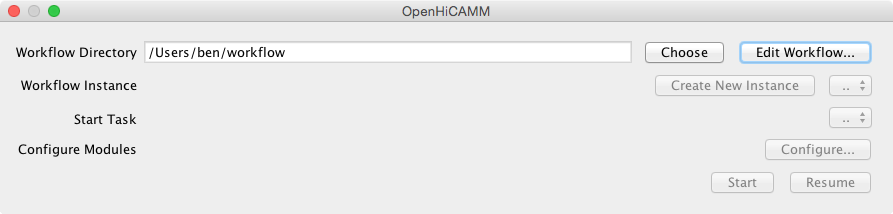 OpenHiCAMM
Workflow Directory /Users/ben/workflow Choose Edit Workflow...
Workflow Instance Create New Instance ..
Start Task ..
Configure Modules Configure...
Start Resume